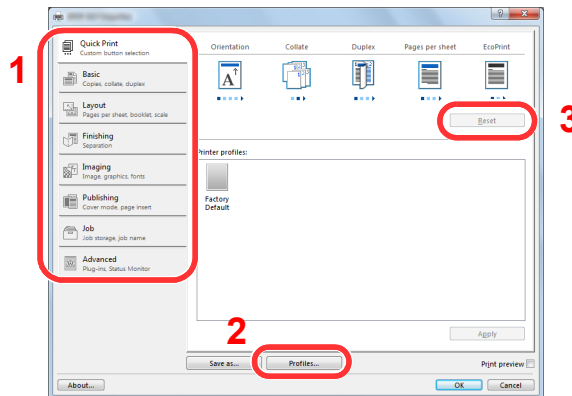 1
Quick Print
Custom button selection
Basic
Copies, collate, duplex
Layout
Pages per sheet, booklet, scale
Finishing
Separation
Imaging
Image, graphics, fonts
Publishing
Cover mode, page insert
Job
Job storage, job name
Advanced
Plug-ins, Status Monitor
Orientation Collate Duplex Pages per sheet EcoPrint
A
Reset
3
Printer profiles:
Factory
Default
Apply
2
Save as... Profiles... Print preview
About... OK Cancel